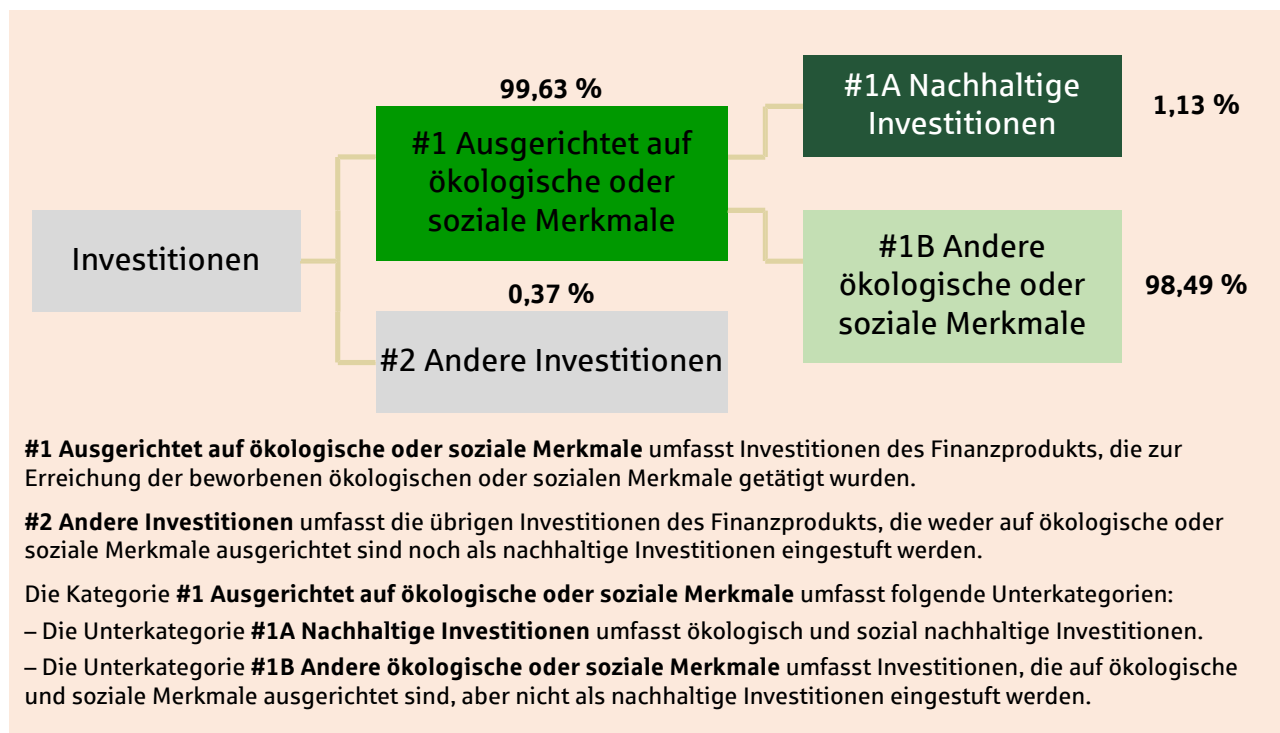 99,63 %
#1 Ausgerichtet auf
ökologische oder
soziale Merkmale
#1A Nachhaltige
Investitionen
1,13 %
Investitionen
#1B Andere
ökologische oder
soziale Merkmale
98,49 %
0,37 %
#2 Andere Investitionen
#1 Ausgerichtet auf ökologische oder soziale Merkmale umfasst Investitionen des Finanzprodukts, die zur
Erreichung der beworbenen ökologischen oder sozialen Merkmale getätigt wurden.
#2 Andere Investitionen umfasst die übrigen Investitionen des Finanzprodukts, die weder auf ökologische oder
soziale Merkmale ausgerichtet sind noch als nachhaltige Investitionen eingestuft werden.
Die Kategorie #1 Ausgerichtet auf ökologische oder soziale Merkmale umfasst folgende Unterkategorien:
– Die Unterkategorie #1A Nachhaltige Investitionen umfasst ökologisch und sozial nachhaltige Investitionen.
– Die Unterkategorie #1B Andere ökologische oder soziale Merkmale umfasst Investitionen, die auf ökologische
und soziale Merkmale ausgerichtet sind, aber nicht als nachhaltige Investitionen eingestuft werden.